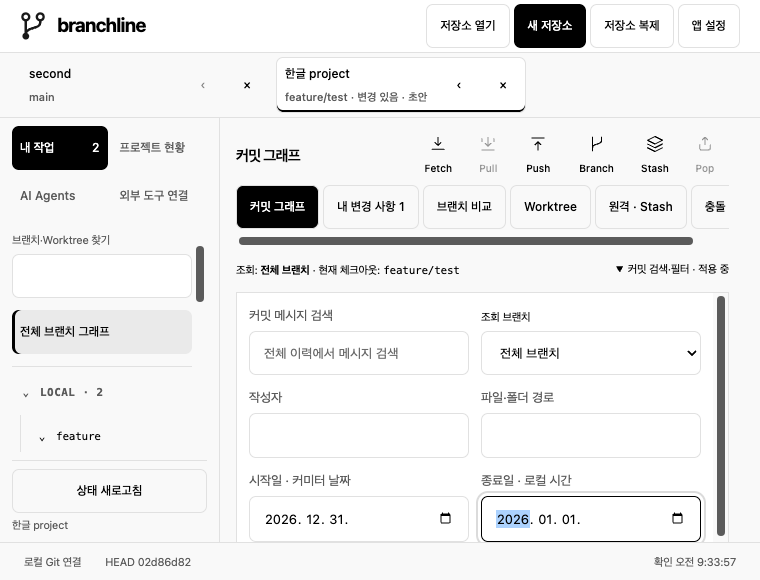 branchline
저장소 열기
새 저장소
저장소 복제
앱 설정
second
main
한글 project
feature/test · 변경 있음 · 초안
내 작업 2
프로젝트 현황
AI Agents
외부 도구 연결
브랜치·Worktree 찾기
전체 브랜치 그래프
LOCAL · 2
feature
상태 새로고침
한글 project
커밋 그래프
Fetch
Pull
Push
Branch
Stash
Pop
커밋 그래프
내 변경 사항 1
브랜치 비교
Worktree
원격 · Stash
충돌
조회: 전체 브랜치 · 현재 체크아웃: feature/test
▼ 커밋 검색·필터 · 적용 중
커밋 메시지 검색
조회 브랜치
전체 이력에서 메시지 검색
전체 브랜치
작성자
파일·폴더 경로
시작일 · 커미터 날짜
종료일 · 로컬 시간
2026. 12. 31.
2026. 01. 01.
로컬 Git 연결
HEAD 02d86d82
확인 오전 9:33:57